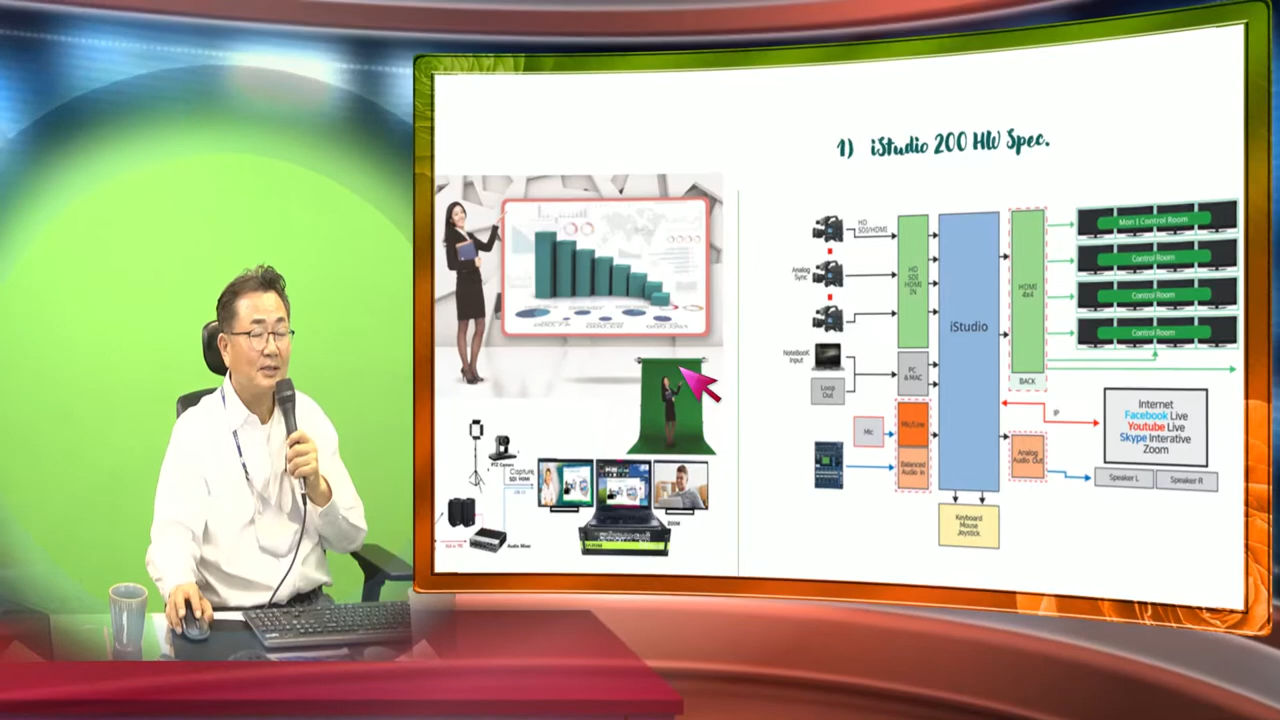 1) iStudio 200 HW Spec.
HD
SDI/HDMI
Analog
Sync
NoteBooK
Input
Loop
Out
Mic
HD
SDI
HDMI
IN
PC
& MAC
Mic/Line
Balanced
Audio in
iStudio
Keyboard
Mouse
Joystick
HDMI
4x4
BACK
Analog
Audio Out
Mon | Control Room
Control Room
Control Room
Control Room
IP
Internet
Facebook Live
Youtube Live
Skype Interative
Zoom
Speaker L
Speaker R
PTZ Camera
Capture,
SDI HDMI
ZOOM
Audio Mixer